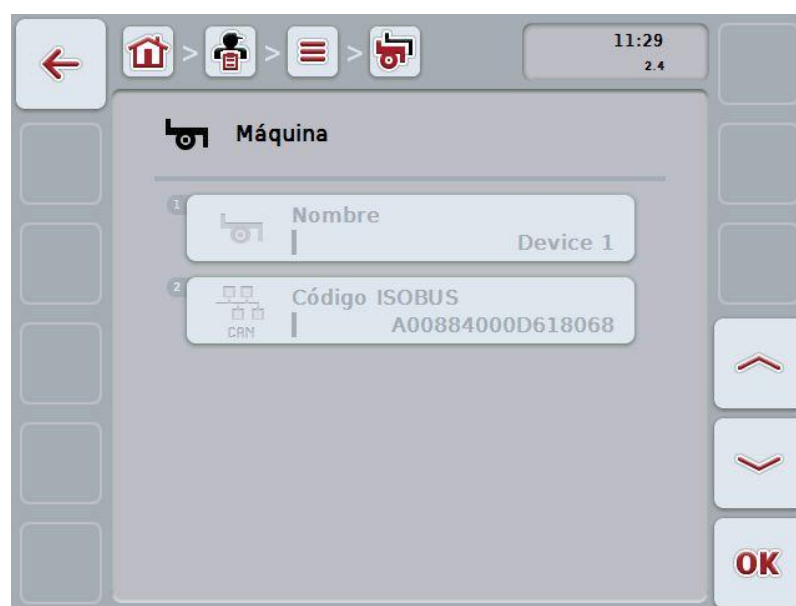 11:29
2.4
Máquina
1
Nombre
Device 1
2
Código ISOBUS
CAN
A00884000D618068
OK